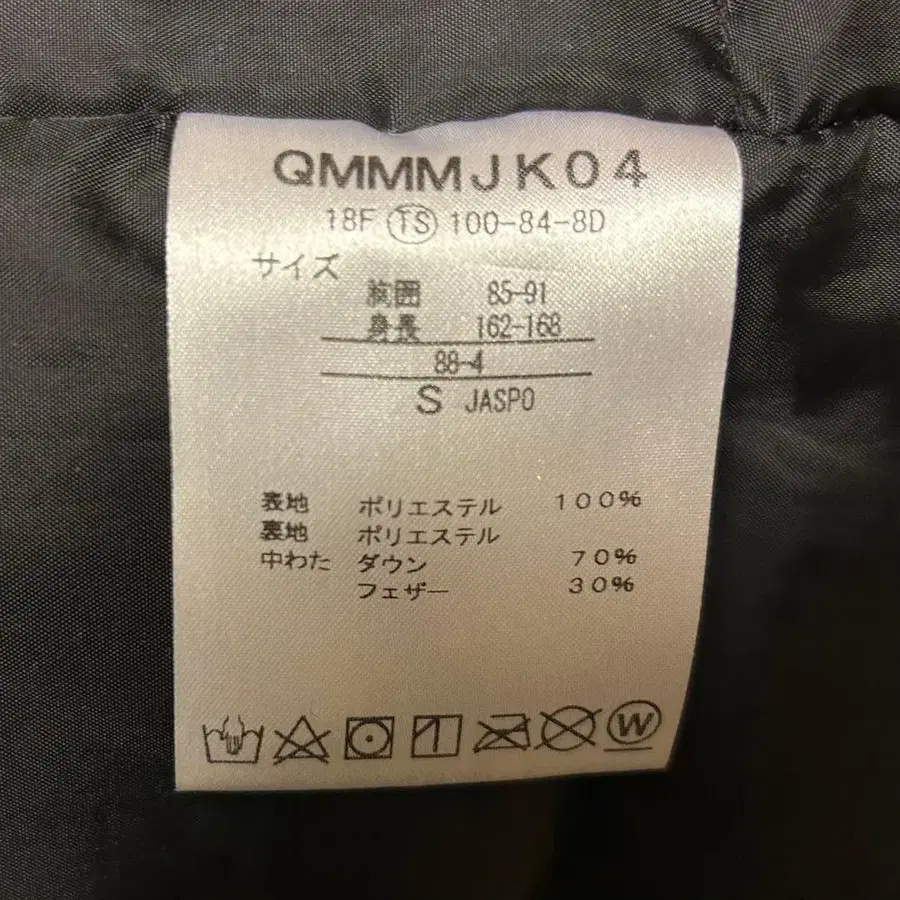 QMMMJK04
18F TS 100-84-8D
サイズ
胸囲 85-91
身長 162-168
88-4
S JASPO
表地 ポリエステル 100%
裏地 ポリエステル
中わた ダウン 70%
フェザー 30%
W